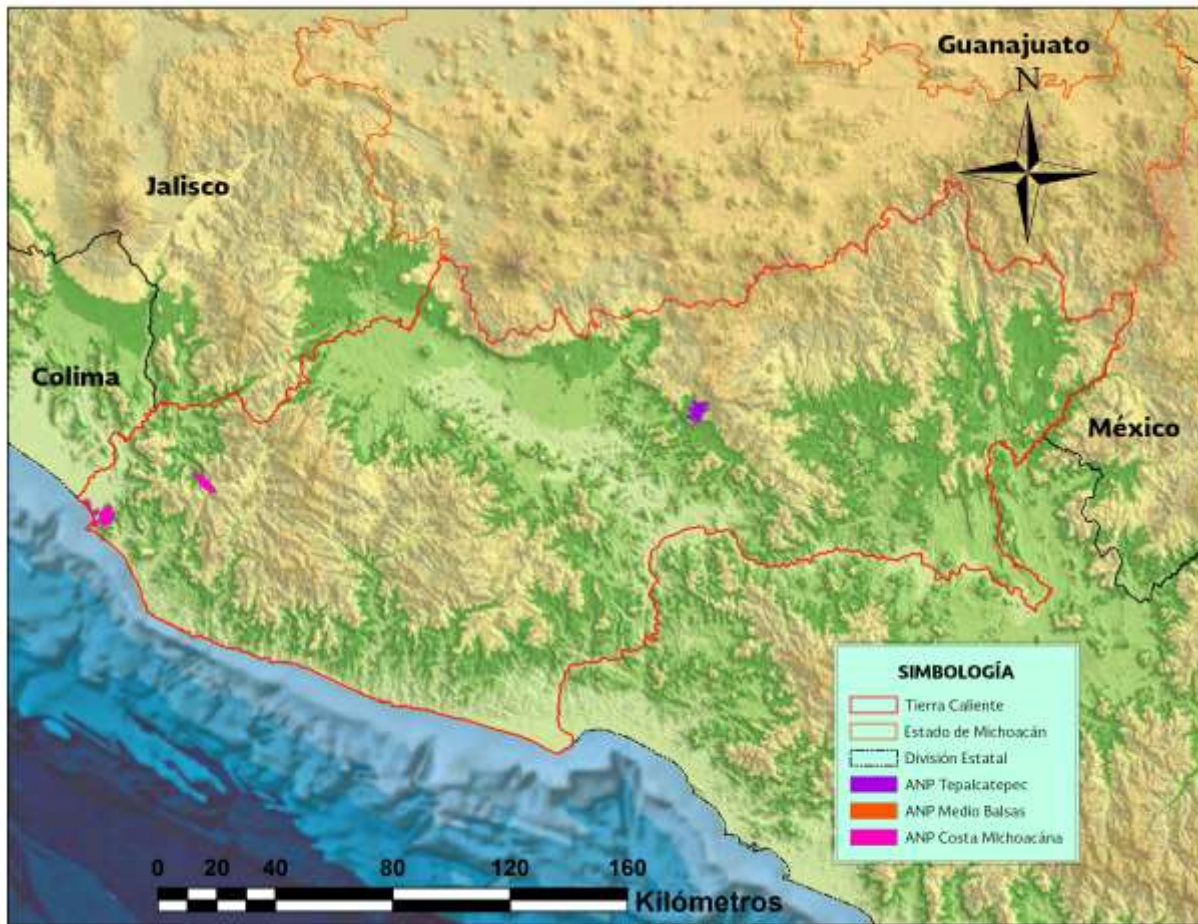 Guanajuato
N
Jalisco
Colima
México
SIMBOLOGÍA
Tierra Caliente
Estado de Michoacán
División Estatal
ANP Tepalcatepec
ANP Medio Balsas
ANP Costa MIchoacána
0 20 40 80 120 160
Kilómetros